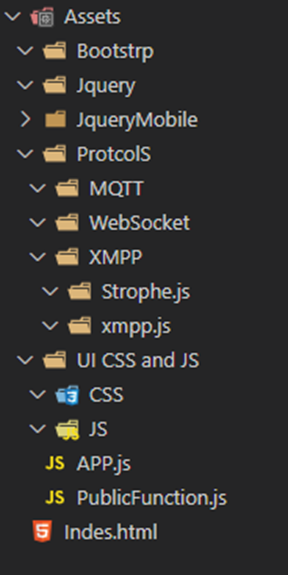 Assets
Bootstrp
Jquery
JqueryMobile
ProtcolS
MQTT
WebSocket
XMPP
Strophe.js
xmpp.js
UI CSS and JS
CSS
JS
JS APP.js
JS PublicFunction.js
Indes.html